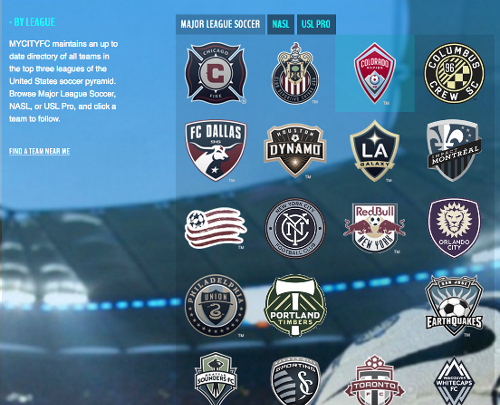 - BY LEAGUE
MYCITYFC maintains an up to
date directory of all teams in
the top three leagues of the
United States soccer pyramid.
Browse Major League Soccer,
NASL, or USL Pro, and click a
team to follow.
FIND A TEAM NEAR ME
MAJOR LEAGUE SOCCER NASL USL PRO
CHICAGO
C
FIRE
COLORADO
RAPIDS
COLUMBUS
96
CREW SC
FC DALLAS
HOUSTON
DYNAMO
LA
GALAXY
IMPACT
MONTRÉAL
NEW YORK CITY
FOOTBALL CLUB
Red Bull
NEW YORK
ORLANDO
CITY
PHILADELPHIA
UNION
PORTLAND
TIMBERS
SAN JOSE
EARTHQUAKES
SEATTLE
SOUNDERS FC
SPORTING
TORONTO
VANCOUVER
WHITECAPS
FC